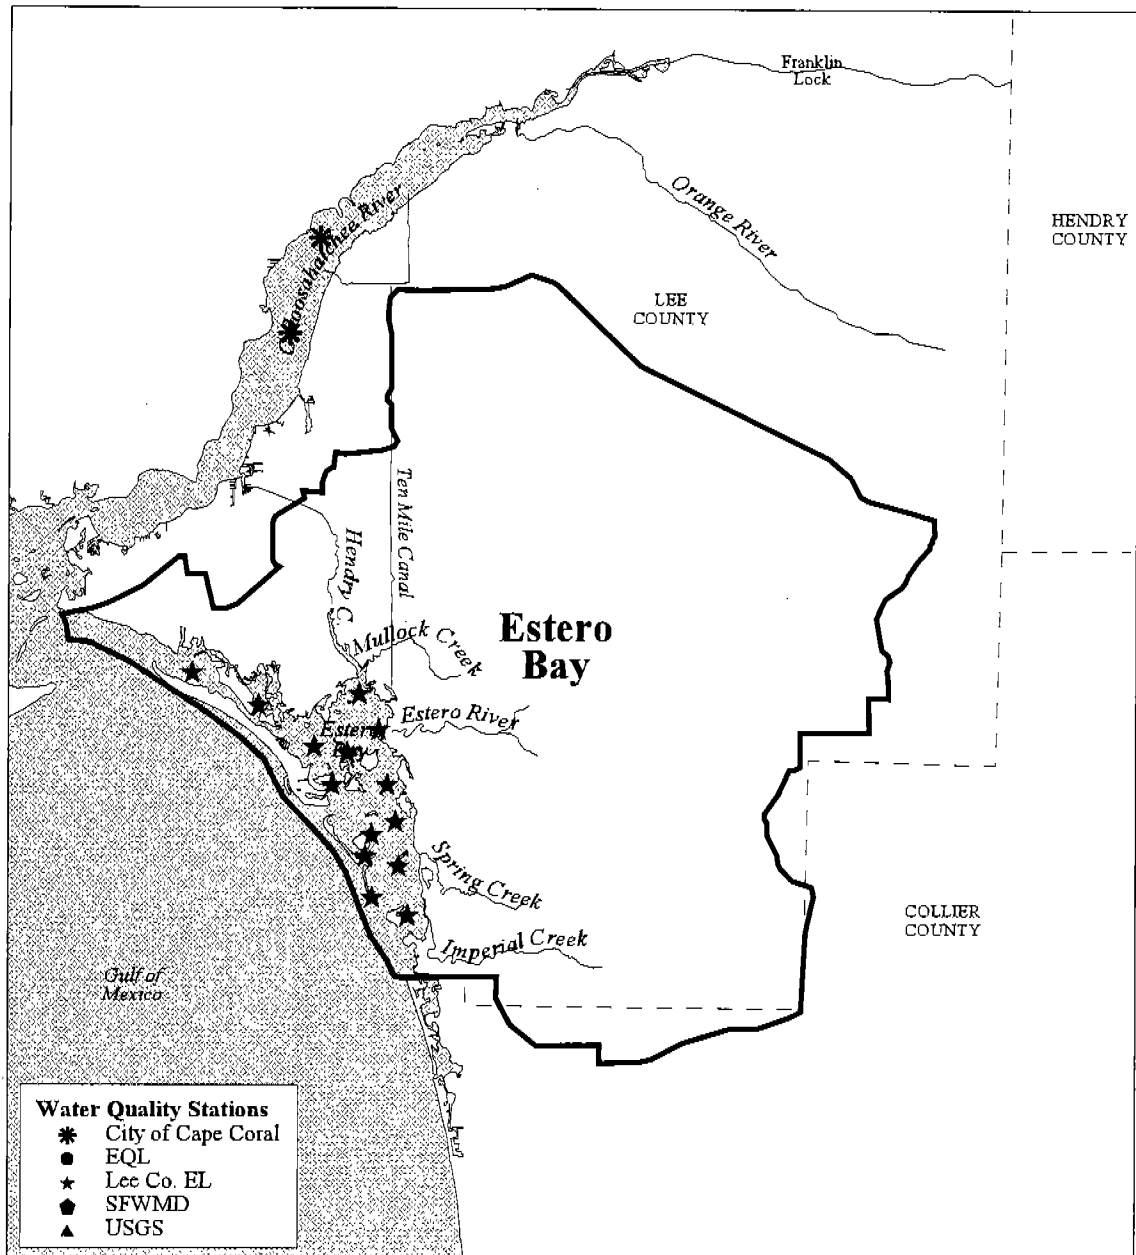 Franklin
Lock
Orange River
HENDRY
COUNTY
Caloosahatchee River
LEE
COUNTY
Ten Mile Canal
Hendry C.
Mullock Creek
Estero
Bay
Estero River
Estero
Bay
Spring Creek
COLLIER
COUNTY
Imperial Creek
Gulf of
Mexico
Water Quality Stations
City of Cape Coral
EQL
Lee Co. EL
SFWMD
USGS